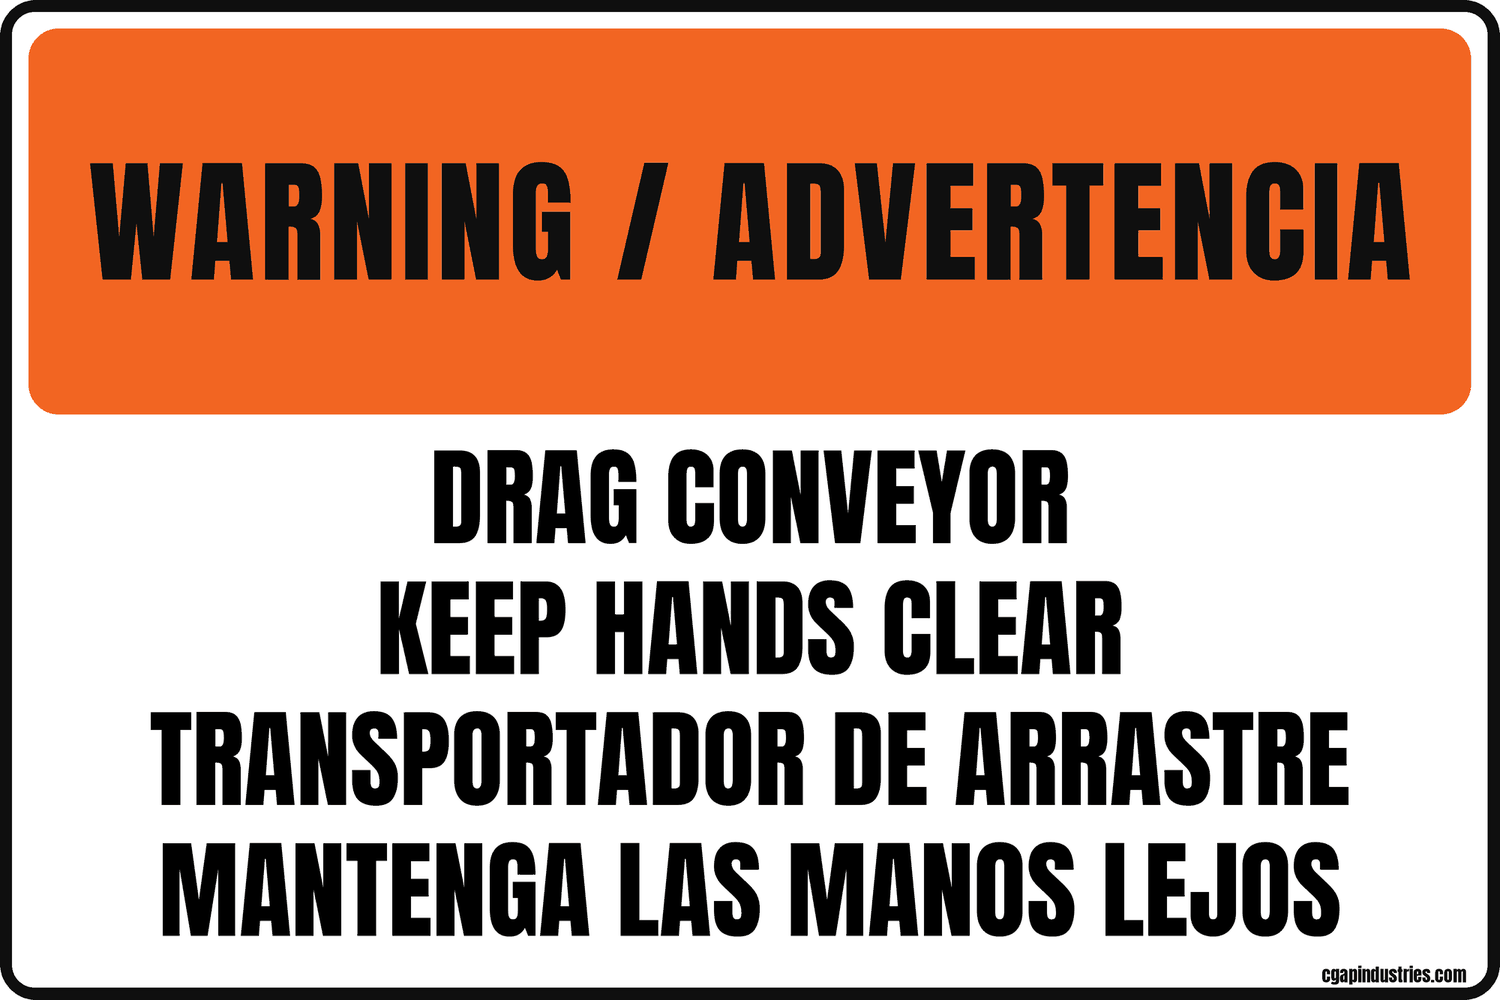 WARNING / ADVERTENCIA
DRAG CONVEYOR
KEEP HANDS CLEAR
TRANSPORTADOR DE ARRASTRE
MANTENGA LAS MANOS LEJOS
cgapindustries.com